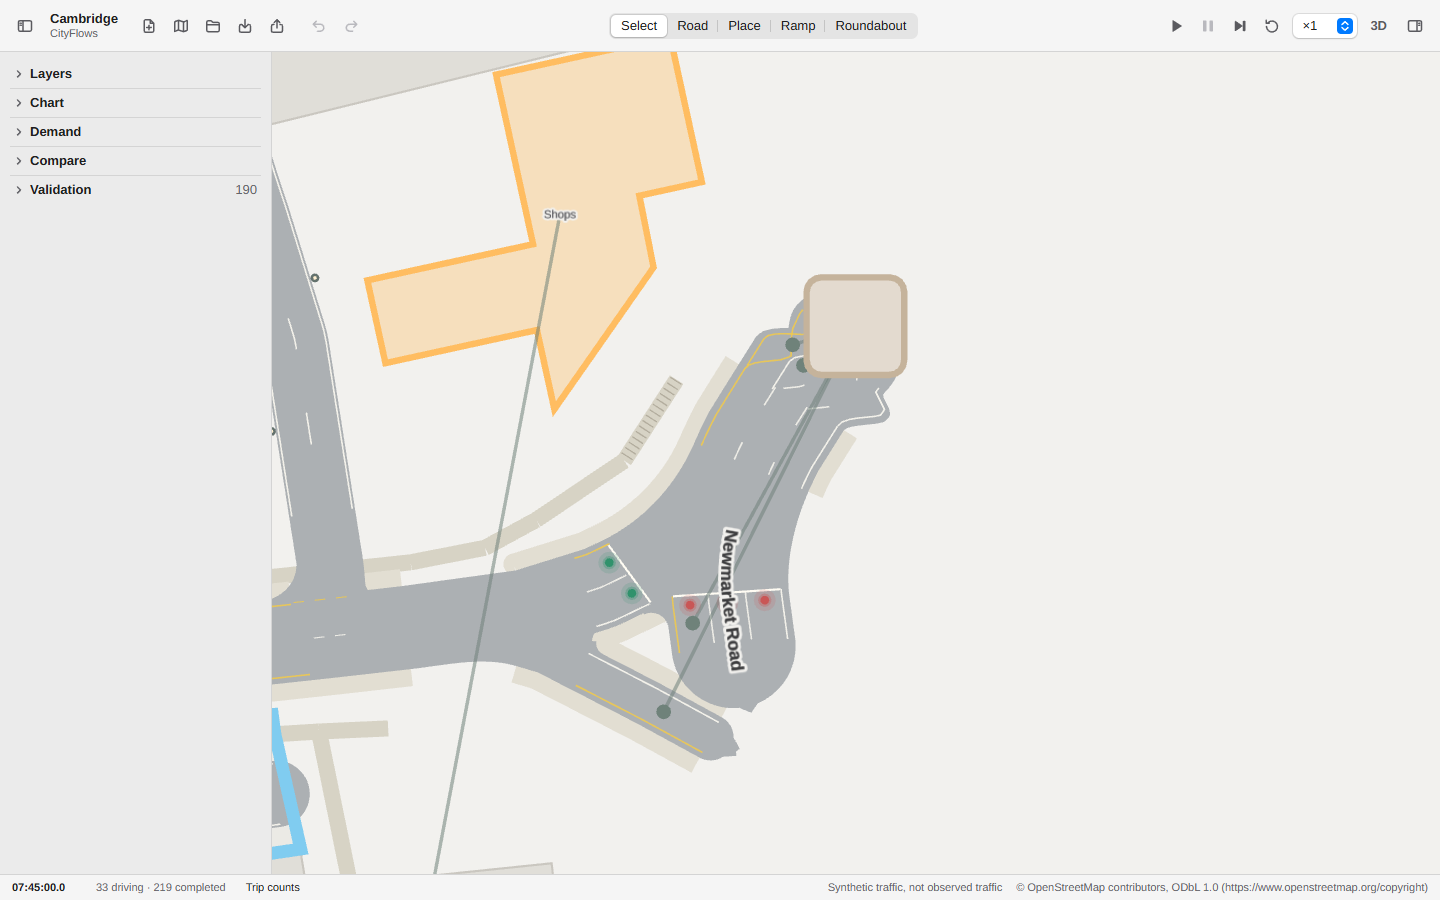 Cambridge
CityFlows
Select
Road
Place
Ramp
Roundabout
×1
3D
Layers
Chart
Demand
Compare
Validation
190
Shops
Newmarket Road
07:45:00.0
33 driving · 219 completed
Trip counts
Synthetic traffic, not observed traffic
© OpenStreetMap contributors, ODbL 1.0 (https://www.openstreetmap.org/copyright)